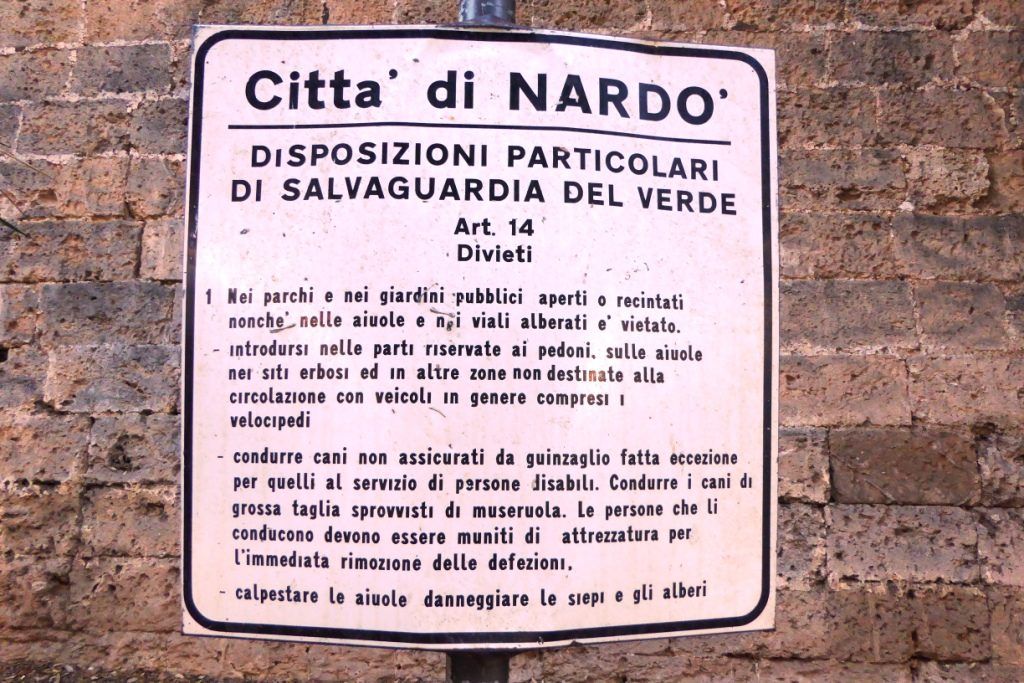 Citta' di NARDO'
DISPOSIZIONI PARTICOLARI
DI SALVAGUARDIA DEL VERDE
Art. 14
Divieti
1 Nei parchi e nei giardini pubblici aperti o recintati
nonche' nelle aiuole e nei viali alberati e' vietato.
- introdursi nelle parti riservate ai pedoni. sulle aiuole
nei siti erbosi ed in altre zone non destinate alla
circolazione con veicoli in genere compresi i
velocipedi
- condurre cani non assicurati da guinzaglio fatta eccezione
per quelli al servizio di persone disabili. Condurre i cani di
grossa taglia sprovvisti di museruola. Le persone che li
conducono devono essere muniti di attrezzatura per
l'immediata rimozione delle defezioni.
- calpestare le aiuole danneggiare le siepi e gli alberi